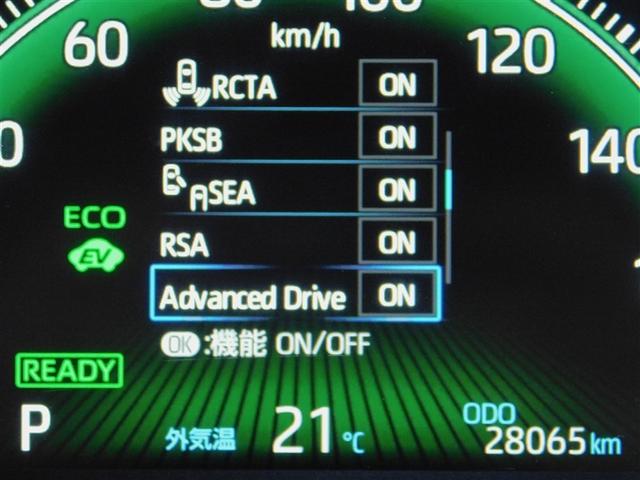 60
km/h
120
RCTA ON
PKSB ON
SEA ON
RSA ON
Advanced Drive ON
OK:機能 ON/OFF
140
ECO
EV
READY
P
外気温 21℃
ODO
28065km